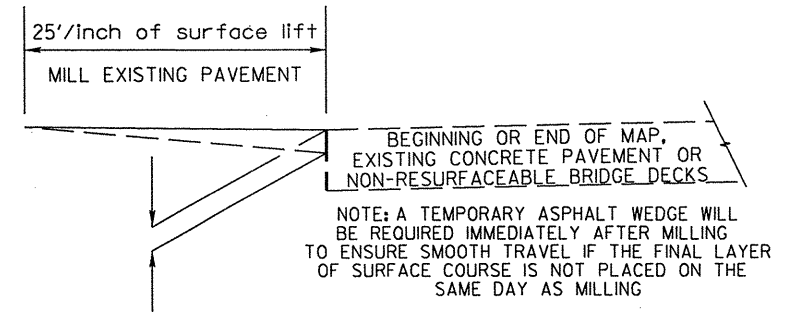 25'/inch of surface lift
MILL EXISTING PAVEMENT
BEGINNING OR END OF MAP,
EXISTING CONCRETE PAVEMENT OR
NON-RESURFACEABLE BRIDGE DECKS
NOTE: A TEMPORARY ASPHALT WEDGE WILL
BE REQUIRED IMMEDIATELY AFTER MILLING
TO ENSURE SMOOTH TRAVEL IF THE FINAL LAYER
OF SURFACE COURSE IS NOT PLACED ON THE
SAME DAY AS MILLING